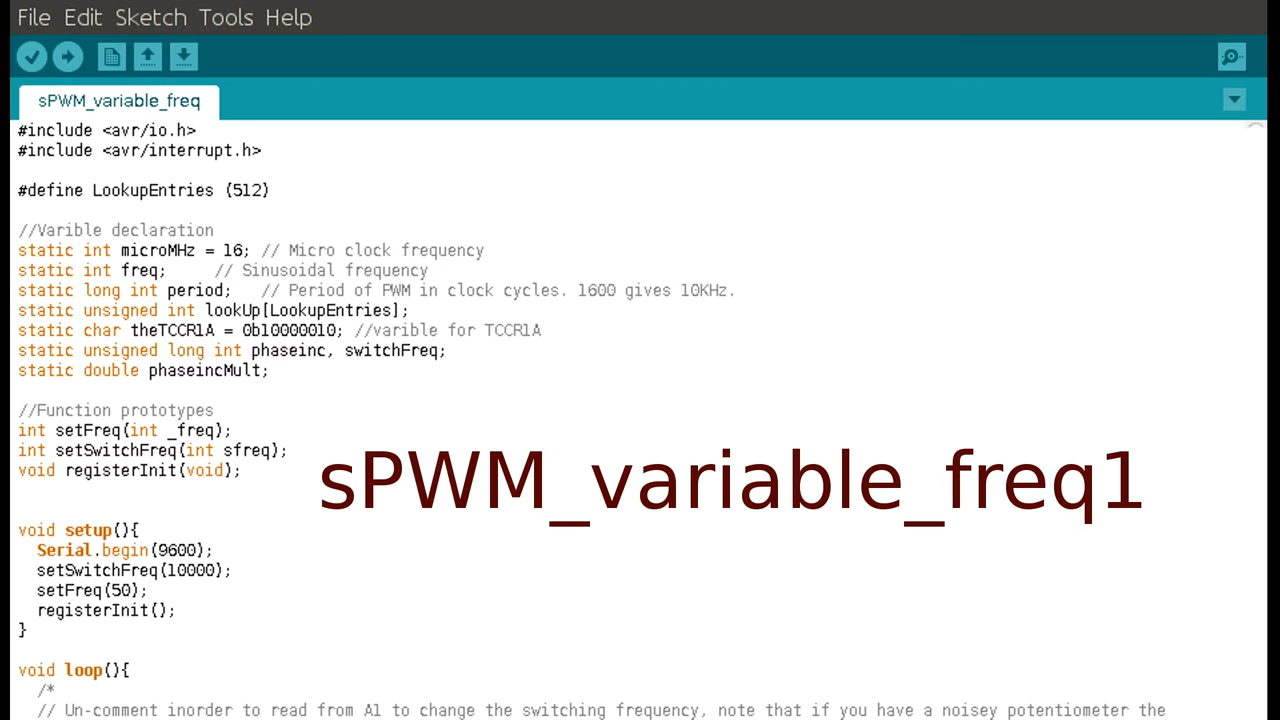 File Edit Sketch Tools Help
sPWM_variable_freq
#include <avr/io.h>
#include <avr/interrupt.h>
#define LookupEntries (512)
//Varible declaration
static int microMHz = 16; // Micro clock frequency
static int freq;     // Sinusoidal frequency
static long int period;   // Period of PWM in clock cycles. 1600 gives 10KHz.
static unsigned int lookUp[LookupEntries];
static char theTCCR1A = 0b10000010; //varible for TCCR1A
static unsigned long int phaseinc, switchFreq;
static double phaseincMult;
//Function prototypes
int setFreq(int _freq);
int setSwitchFreq(int sfreq);
void registerInit(void);
sPWM_variable_freq1
void setup(){
  Serial.begin(9600);
  setSwitchFreq(10000);
  setFreq(50);
  registerInit();
}
void loop(){
  /*
  // Un-comment inorder to read from A1 to change the switching frequency, note that if you have a noisey potentiometer the